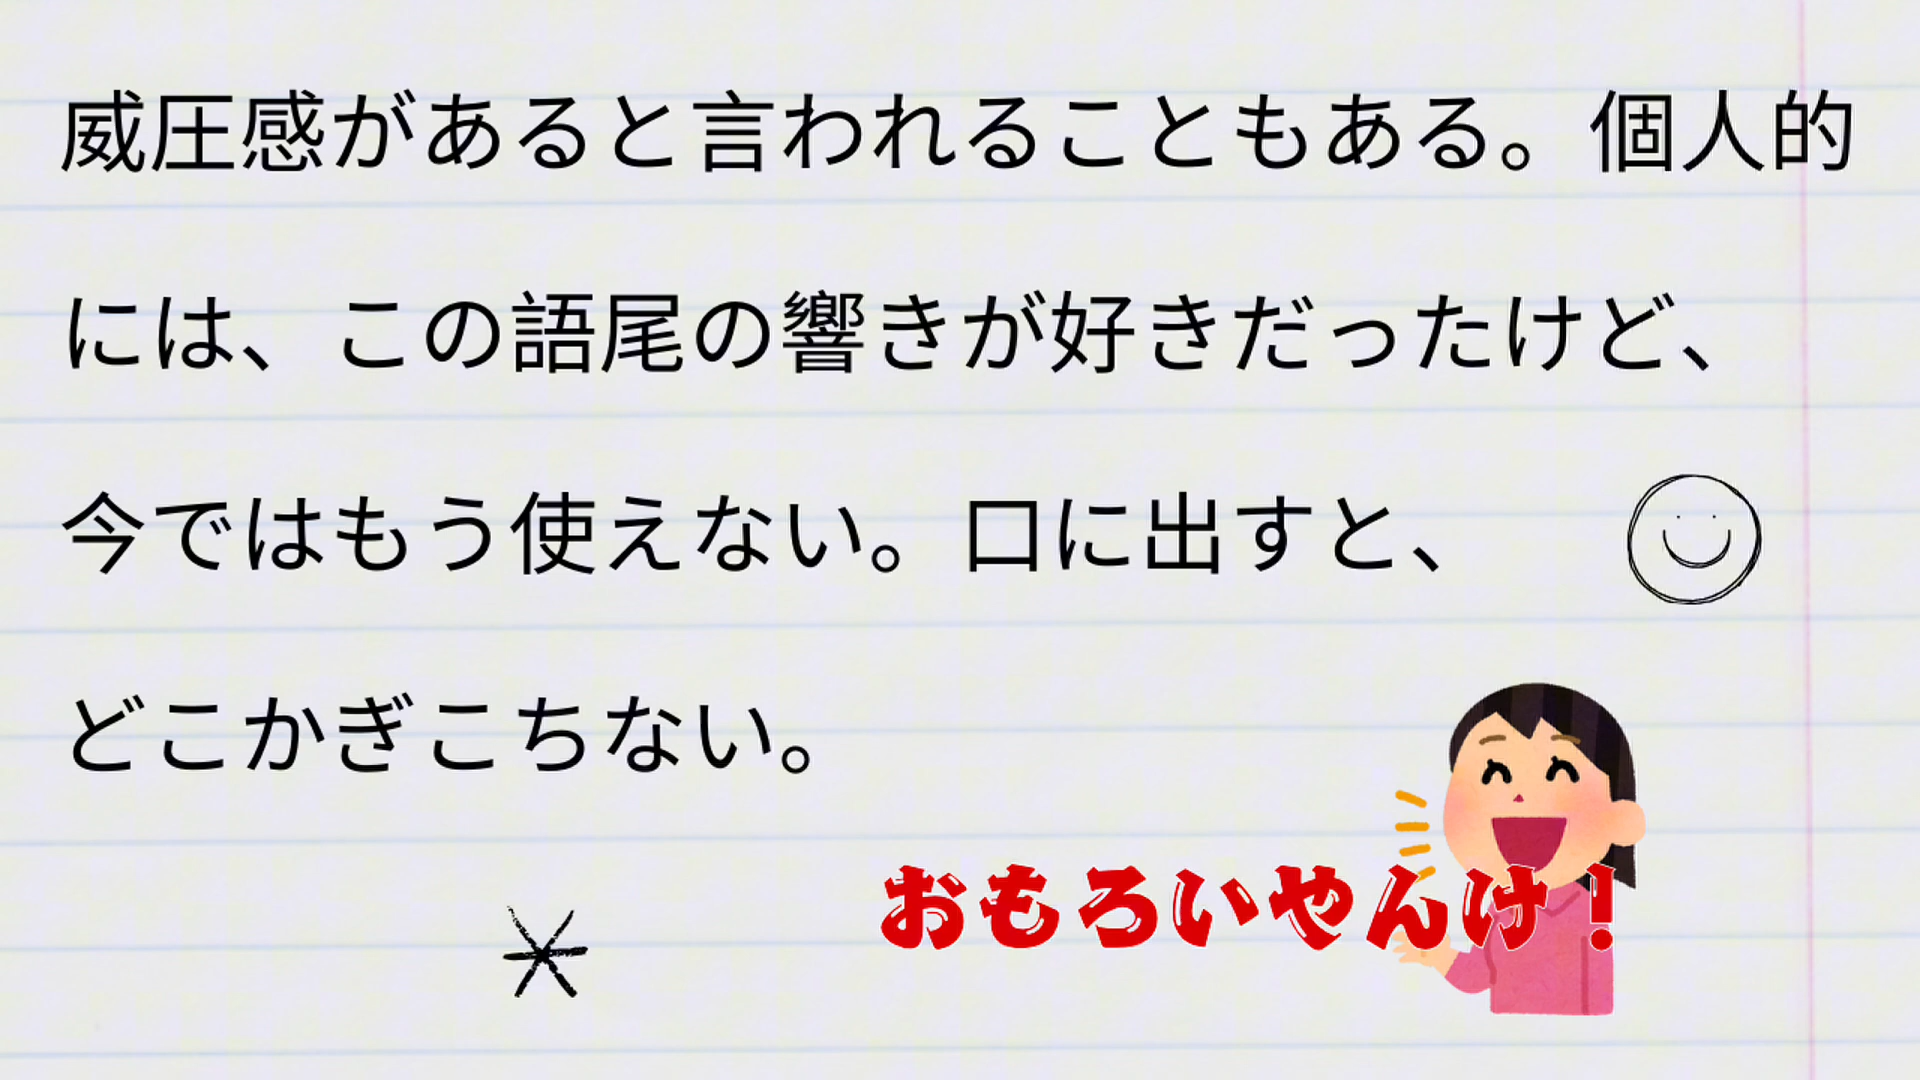 威圧感があると言われることもある。個人的
には、この語尾の響きが好きだったけど、
今ではもう使えない。口に出すと、
どこかぎこちない。
おもろいやんけ！